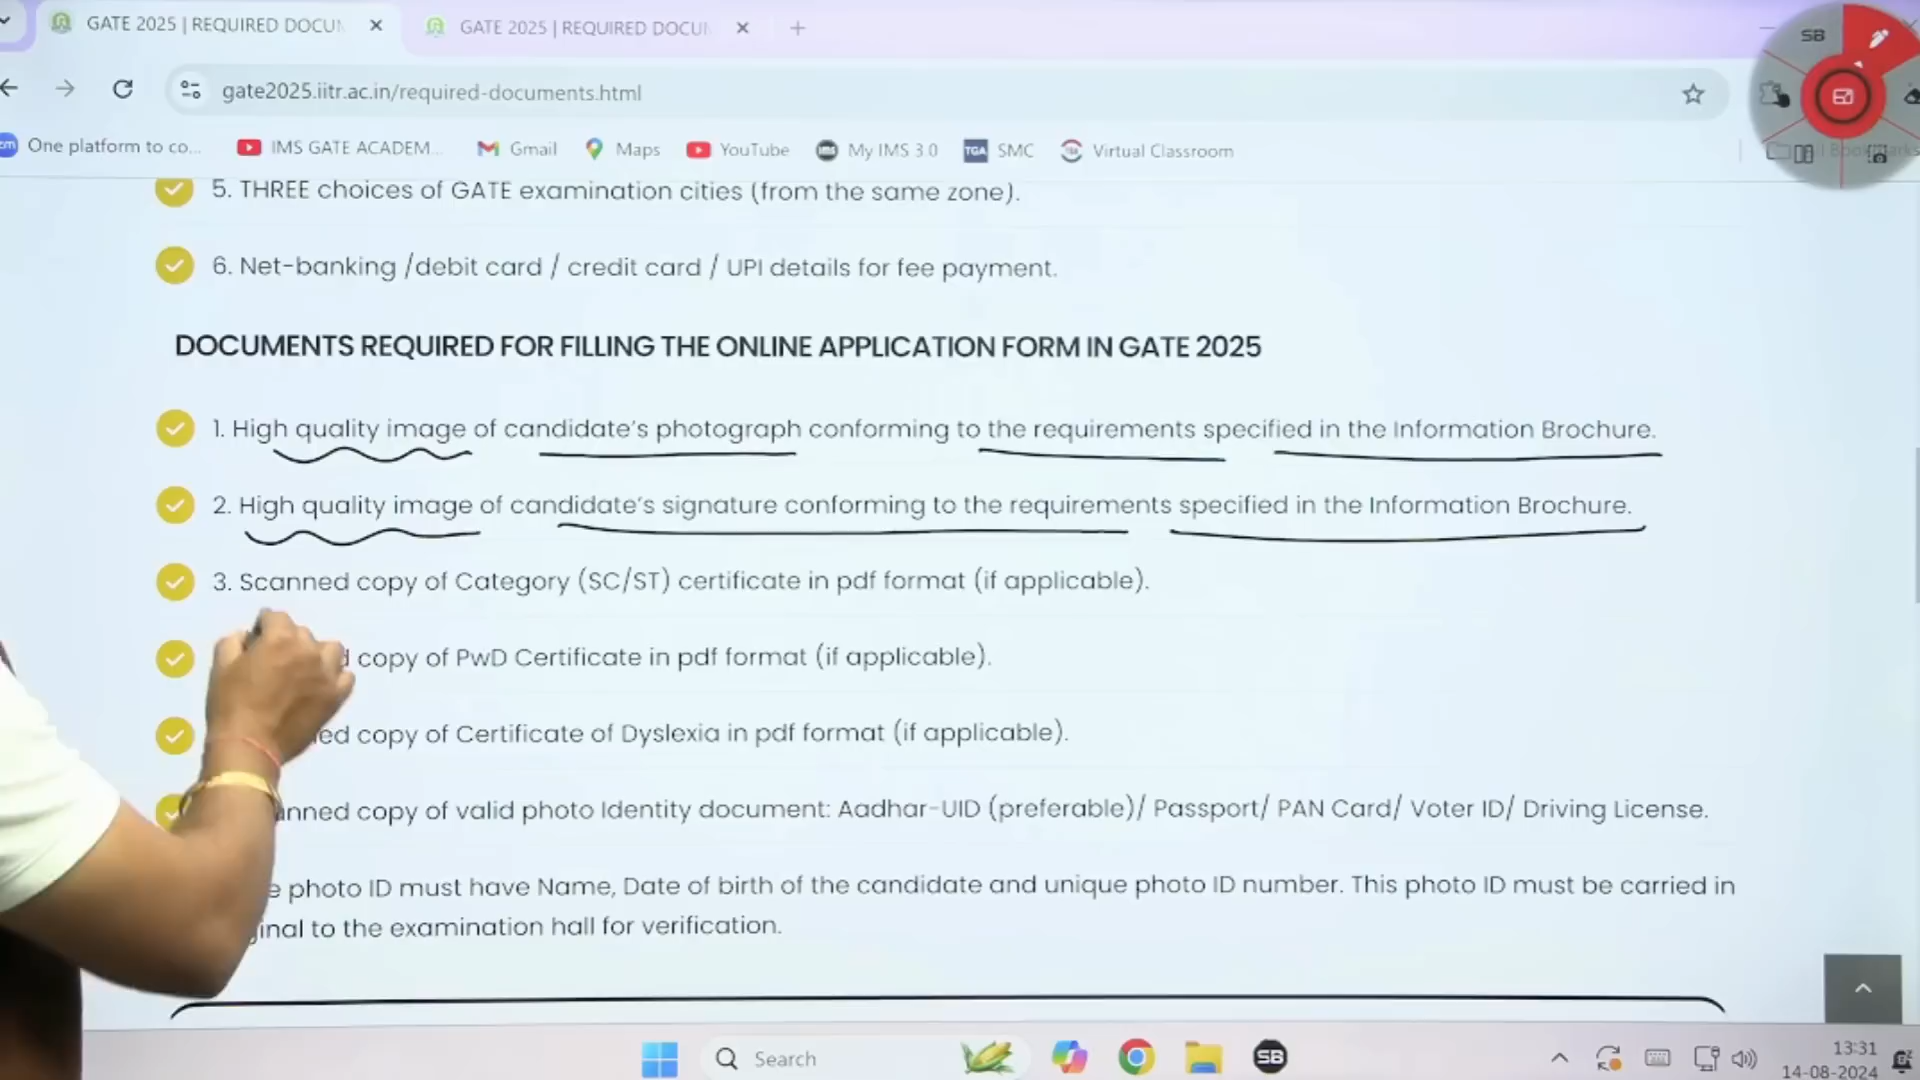 GATE 2025 | REQUIRED DOCU
GATE 2025 | REQUIRED DOCU
SB
gate2025.iitr.ac.in/required-documents.html
zm One platform to co...
IMS GATE ACADEM...
Gmail
Maps
YouTube
My IMS 3.0
TGA SMC
Virtual Classroom
5. THREE choices of GATE examination cities (from the same zone).
6. Net-banking /debit card / credit card / UPI details for fee payment.
DOCUMENTS REQUIRED FOR FILLING THE ONLINE APPLICATION FORM IN GATE 2025
1. High quality image of candidate's photograph conforming to the requirements specified in the Information Brochure.
2. High quality image of candidate's signature conforming to the requirements specified in the Information Brochure.
3. Scanned copy of Category (SC/ST) certificate in pdf format (if applicable).
copy of PwD Certificate in pdf format (if applicable).
ed copy of Certificate of Dyslexia in pdf format (if applicable).
nned copy of valid photo Identity document: Aadhar-UID (preferable)/ Passport/ PAN Card/ Voter ID/ Driving License.
e photo ID must have Name, Date of birth of the candidate and unique photo ID number. This photo ID must be carried in
inal to the examination hall for verification.
Search
SB
13:31
14-08-2024